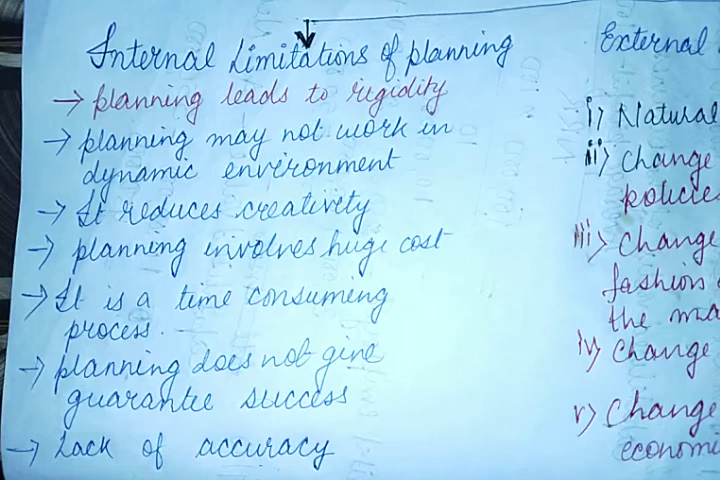 Internal Limitations of planning
→ planning leads to rigidity
→ planning may not work in
dynamic environment
→ It reduces creativety
→ planning involves huge cost
→ It is a time consuming
process.
→ planning does not give
guarantee success
→ Lack of accuracy
External
i) Natural
ii) Change
policies
iii) Change
fashion
the
iv) Change
v) Change